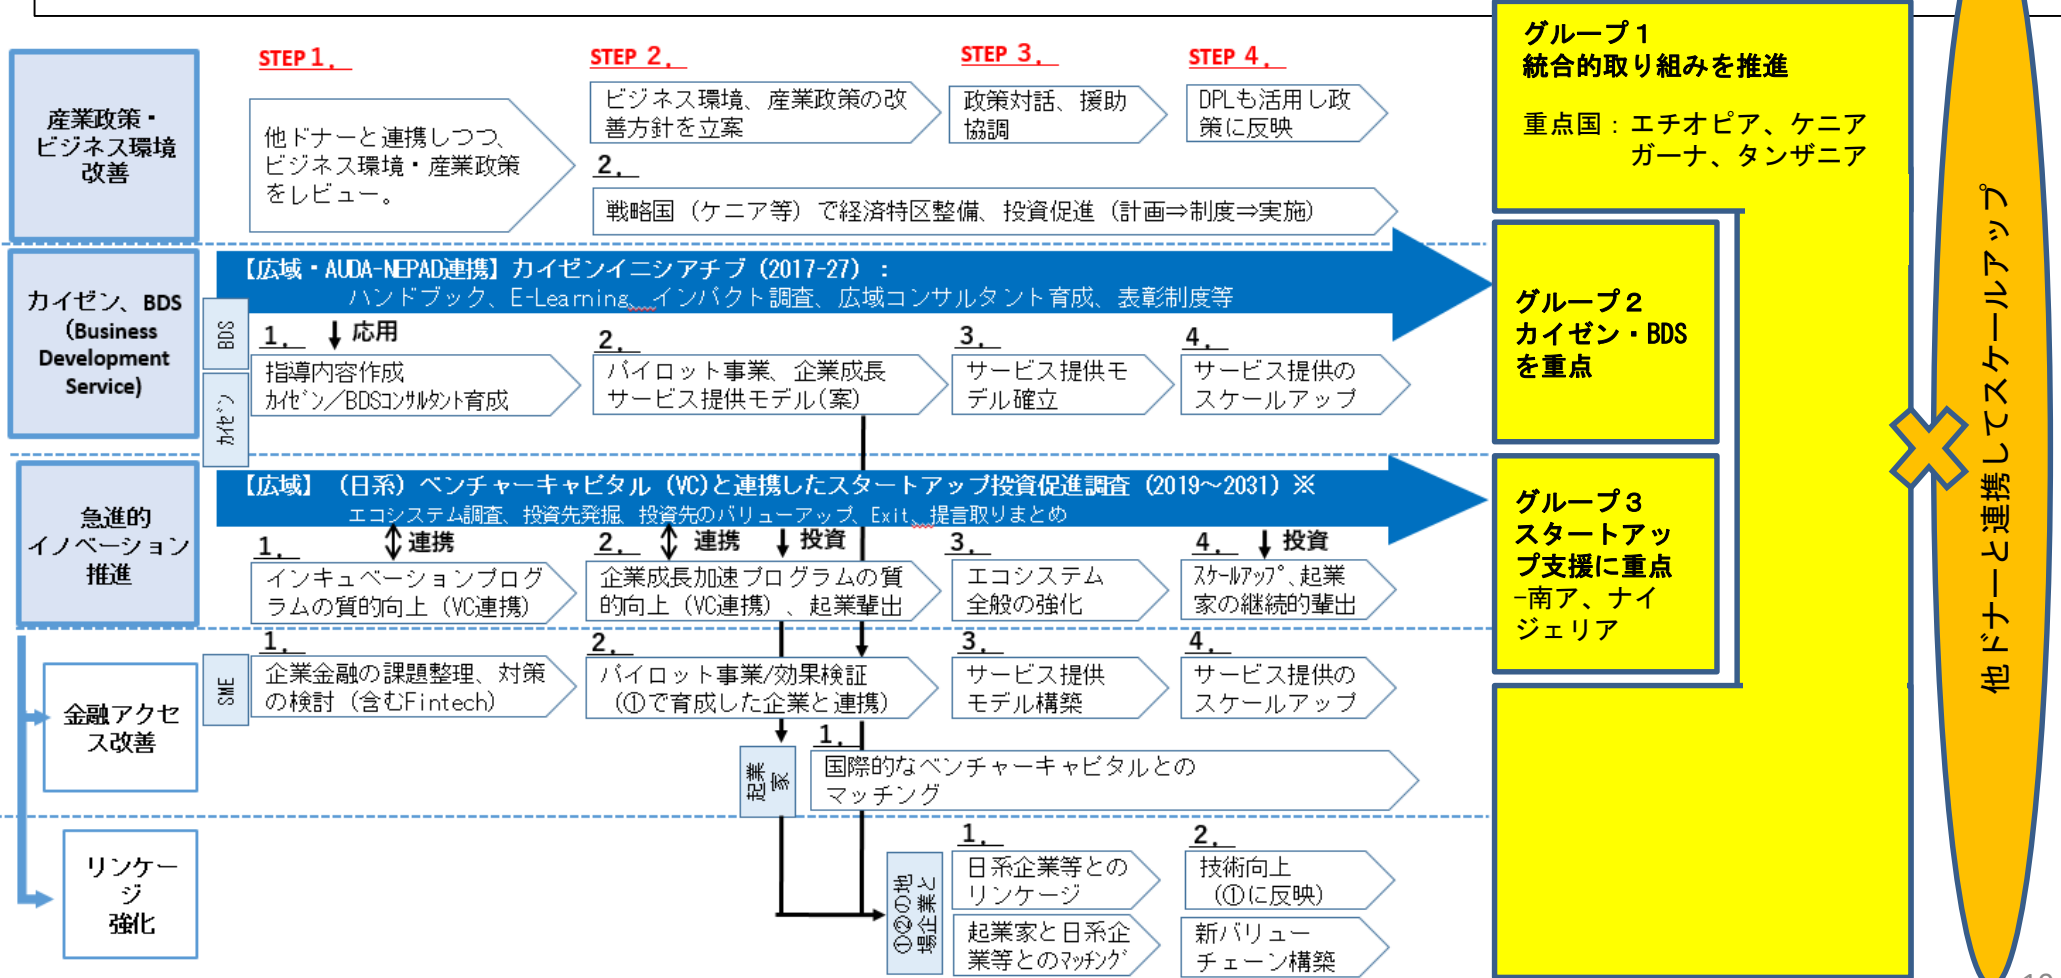 STEP 1.
STEP 2.
STEP 3.
STEP 4.
産業政策・
ビジネス環境
改善
他ドナーと連携しつつ、
ビジネス環境・産業政策
をレビュー。
ビジネス環境、産業政策の改
善方針を立案
政策対話、援助
協調
DPLも活用し政
策に反映
2.
戦略国（ケニア等）で経済特区整備、投資促進（計画⇒制度⇒実施）
カイゼン、BDS
（Business
Development
Service)
【広域・AUDA-NEPAD連携】カイゼンイニシアチブ（2017-27）：
ハンドブック、E-Learning、インパクト調査、広域コンサルタント育成、表彰制度等
BDS
カイゼン
1. 応用
指導内容作成
カイゼン／BDSコンサルタント育成
2.
パイロット事業、企業成長
サービス提供モデル(案)
3.
サービス提供モ
デル確立
4.
サービス提供の
スケールアップ
急進的
イノベーション
推進
【広域】（日系）ベンチャーキャピタル（VC)と連携したスタートアップ投資促進調査（2019～2031）※
エコシステム調査、投資先発掘、投資先のバリューアップ、Exit、提言取りまとめ
1. 連携
インキュベーションプログ
ラムの質的向上（VC連携）
2. 連携 投資
企業成長加速プログラムの質
的向上（VC連携）、起業輩出
3.
エコシステム
全般の強化
4. 投資
スケールアップ、起業
家の継続的輩出
金融アクセ
ス改善
SME
1.
企業金融の課題整理、対策
の検討（含むFintech）
2.
パイロット事業/効果検証
（①で育成した企業と連携）
3.
サービス提供
モデル構築
4.
サービス提供の
スケールアップ
起業
家
1.
国際的なベンチャーキャピタルとの
マッチング
リンケー
ジ
強化
①②の地
場企業と
1.
日系企業等との
リンケージ
起業家と日系企
業等とのマッチング
2.
技術向上
（①に反映）
新バリュー
チェーン構築
グループ１
統合的取り組みを推進
重点国：エチオピア、ケニア
ガーナ、タンザニア
グループ２
カイゼン・BDS
を重点
グループ３
スタートアッ
プ支援に重点
-南ア、ナイ
ジェリア
他ドナーと連携してスケールアップ